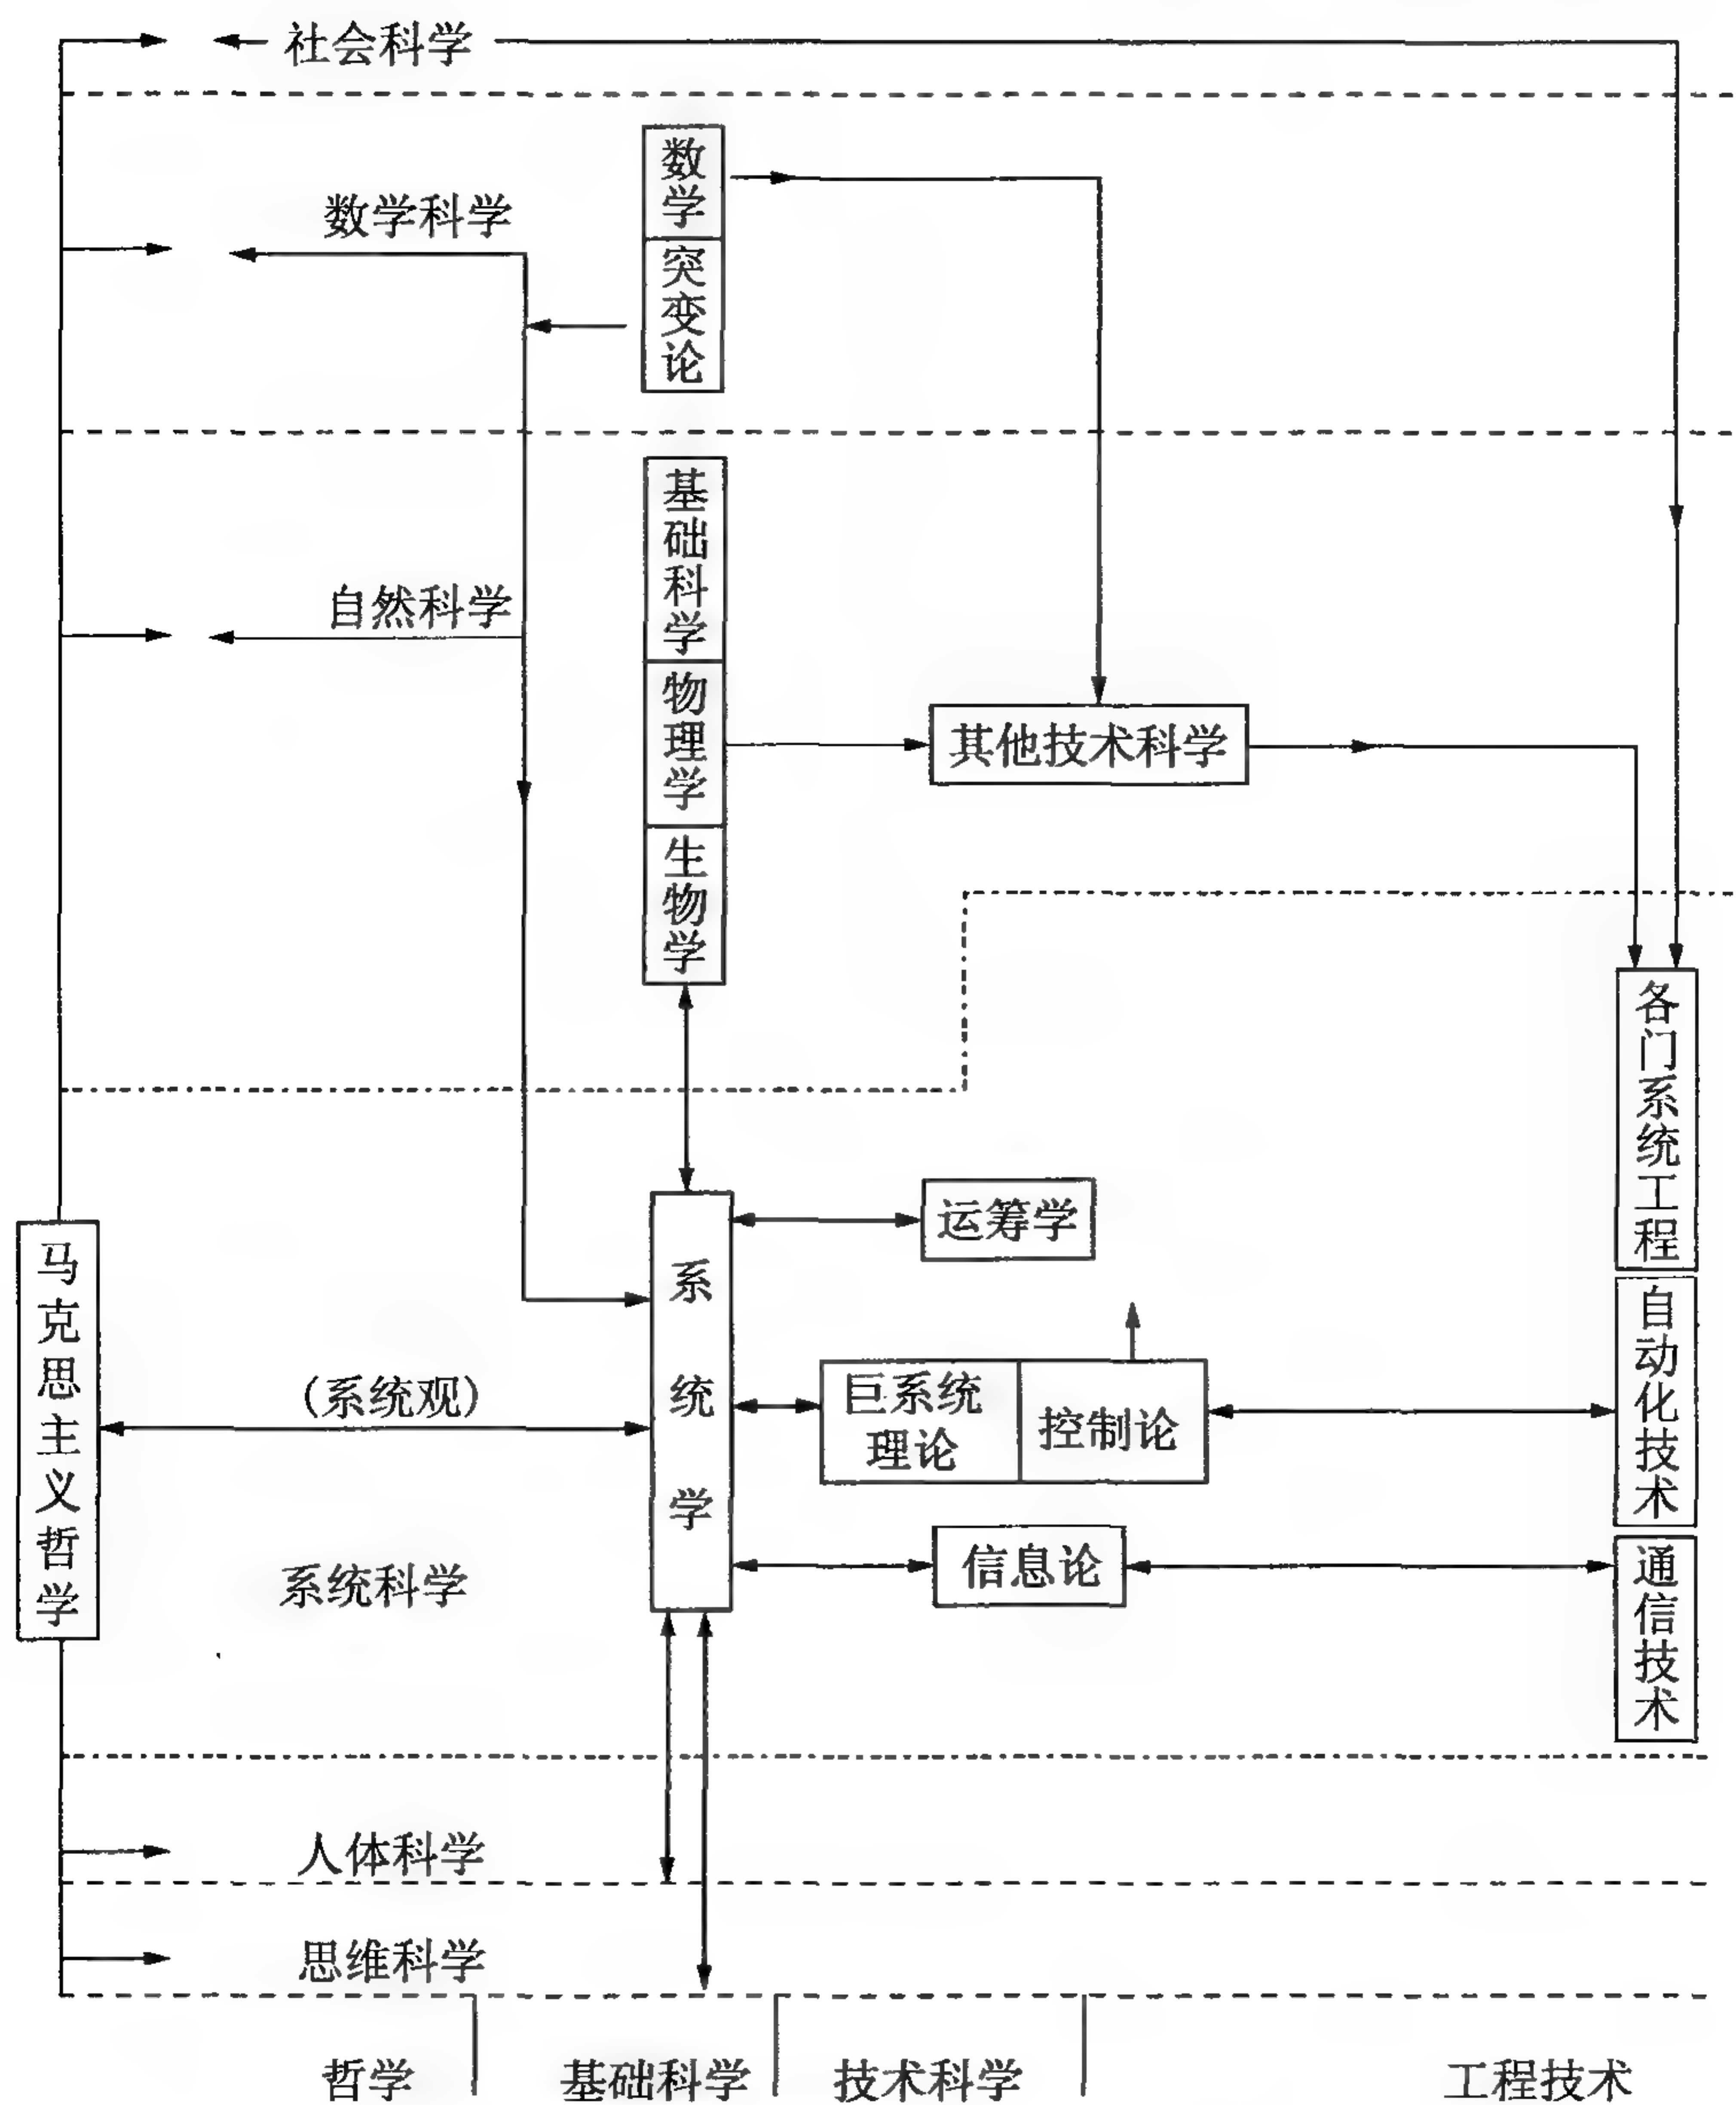 社会科学
数学
突变论
数学科学
基础科学
物理学
生物学
自然科学
其他技术科学
各门系统工程
自动化技术
通信技术
运筹学
系统学
巨系统
理论
控制论
信息论
马克思主义哲学
(系统观)
系统科学
人体科学
思维科学
哲学
基础科学
技术科学
工程技术